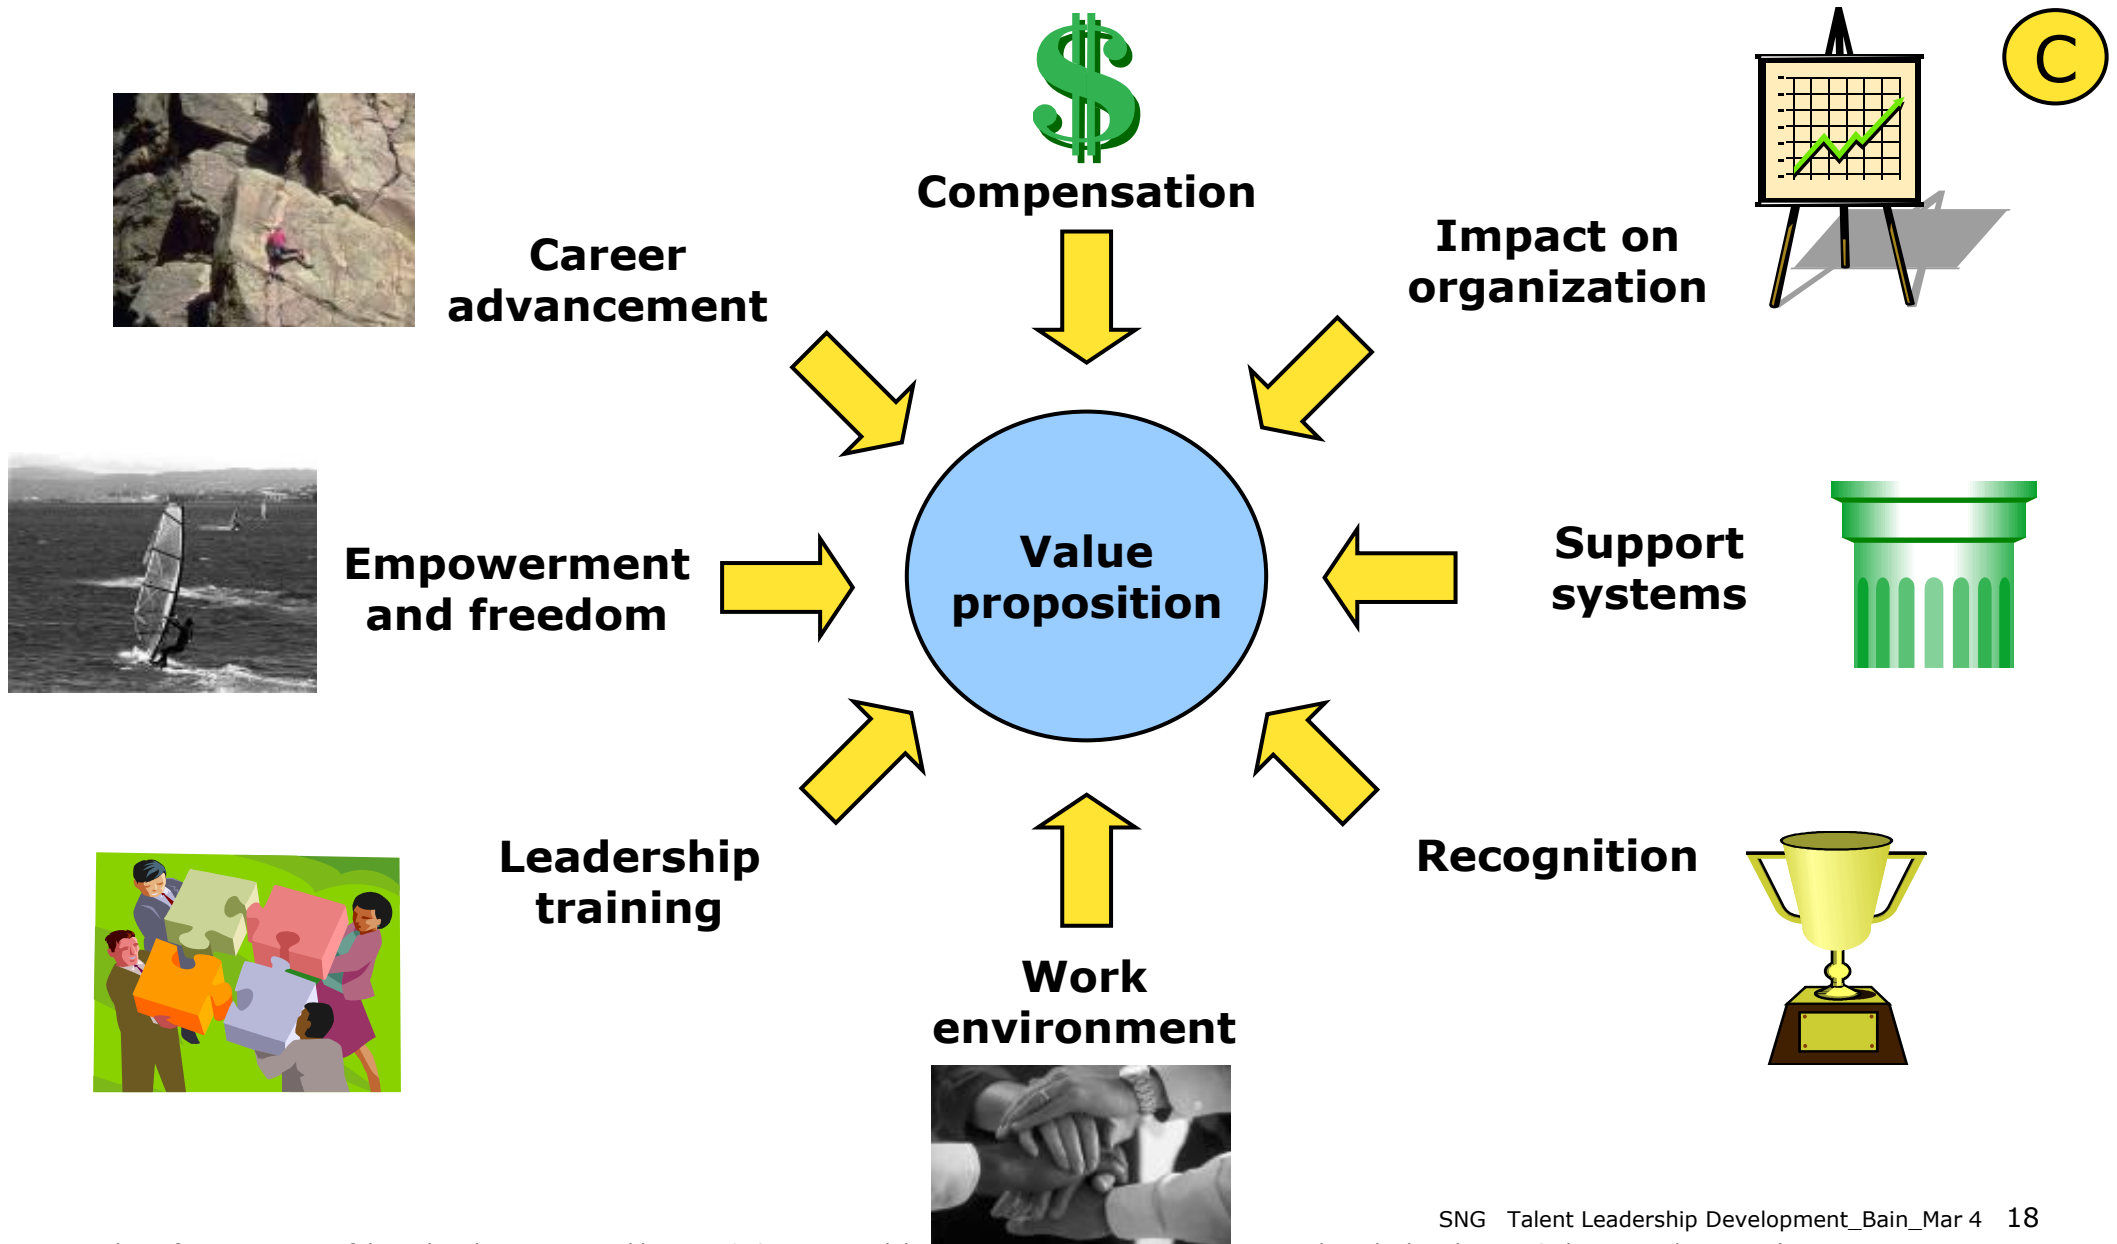 C
Compensation
Impact on
organization
Career
advancement
Support
systems
Empowerment
and freedom
Value
proposition
Recognition
Leadership
training
Work
environment
SNG Talent Leadership Development_Bain_Mar 4 18